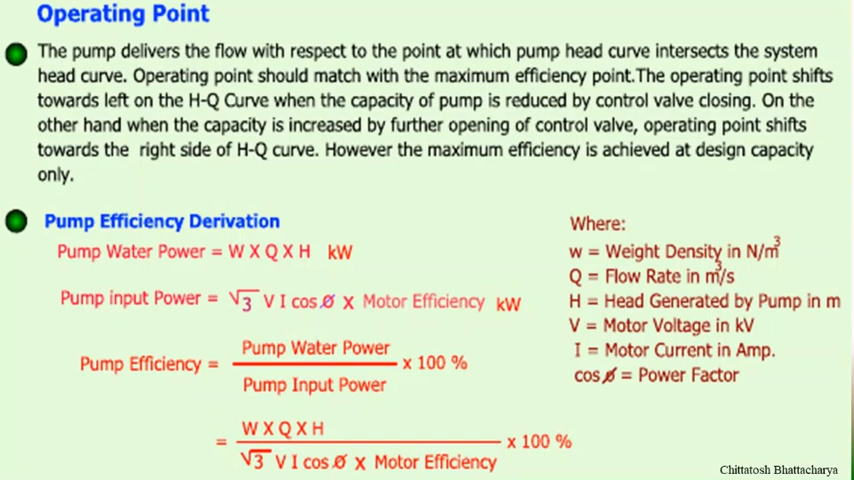 Operating Point
The pump delivers the flow with respect to the point at which pump head curve intersects the system
head curve. Operating point should match with the maximum efficiency point.The operating point shifts
towards left on the H-Q Curve when the capacity of pump is reduced by control valve closing. On the
other hand when the capacity is increased by further opening of control valve, operating point shifts
towards the right side of H-Q curve. However the maximum efficiency is achieved at design capacity
only.
Pump Efficiency Derivation
Pump Water Power = W X Q X H kW
Pump input Power = √3 V I cos ø X Motor Efficiency kW
Pump Efficiency = Pump Water Power / Pump Input Power x 100 %
= W X Q X H / √3 V I cos ø X Motor Efficiency x 100 %
Where:
w = Weight Density in N/m³
Q = Flow Rate in m³/s
H = Head Generated by Pump in m
V = Motor Voltage in kV
I = Motor Current in Amp.
cos ø = Power Factor
Chittatosh Bhattacharya